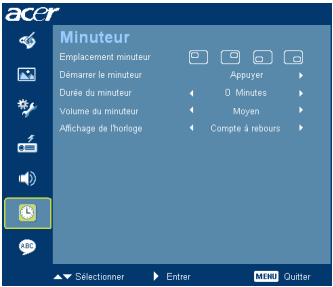 acer
Minuteur
Emplacement minuteur
Démarrer le minuteur Appuyer
Durée du minuteur 0 Minutes
Volume du minuteur Moyen
Affichage de l'horloge Compte à rebours
ABC
Sélectionner Entrer MENU Quitter